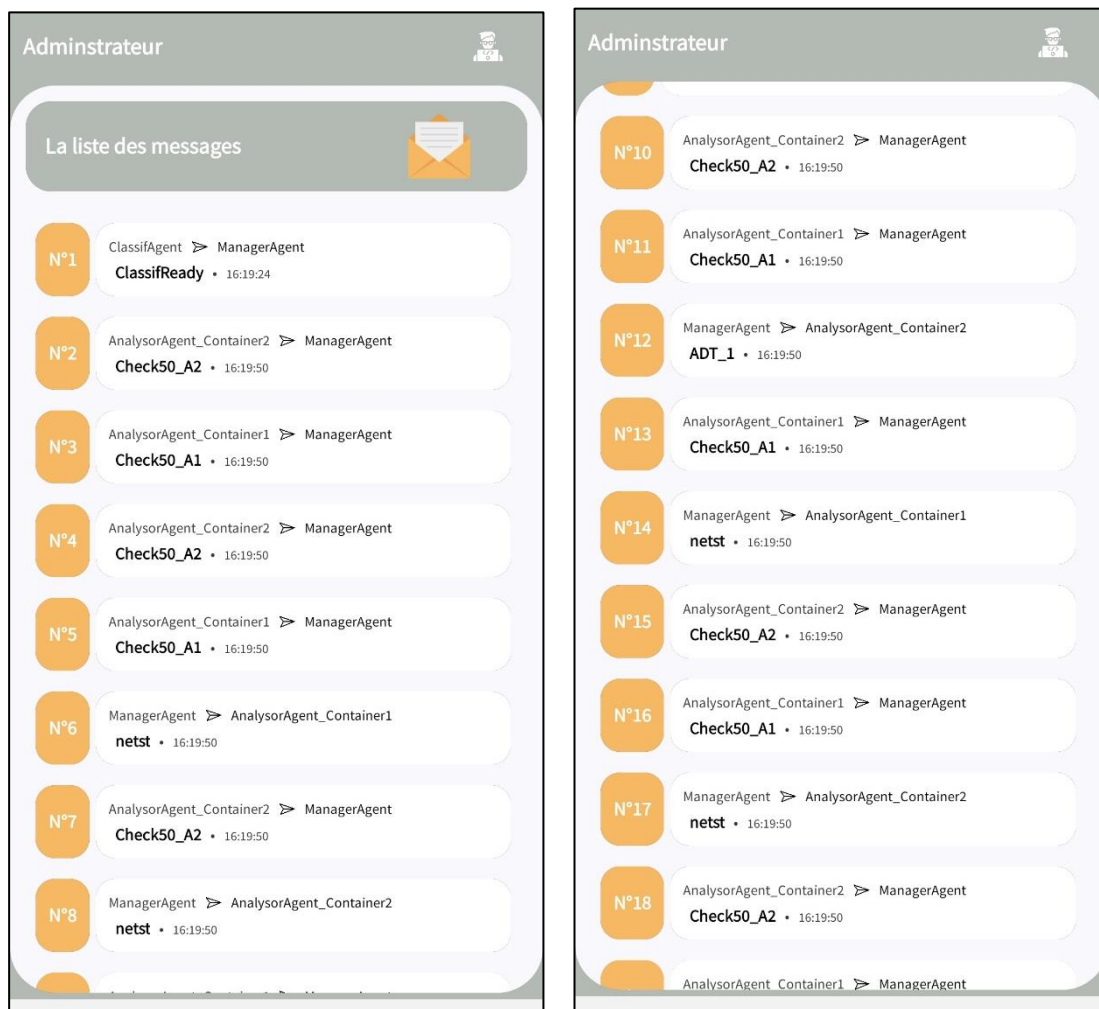 Adminstrateur
La liste des messages
N°1
ClassifAgent ManagerAgent
ClassifReady • 16:19:24
N°2
AnalysorAgent_Container2 ManagerAgent
Check50_A2 • 16:19:50
N°3
AnalysorAgent_Container1 ManagerAgent
Check50_A1 • 16:19:50
N°4
AnalysorAgent_Container2 ManagerAgent
Check50_A2 • 16:19:50
N°5
AnalysorAgent_Container1 ManagerAgent
Check50_A1 • 16:19:50
N°6
ManagerAgent AnalysorAgent_Container1
netst • 16:19:50
N°7
AnalysorAgent_Container2 ManagerAgent
Check50_A2 • 16:19:50
N°8
ManagerAgent AnalysorAgent_Container2
netst • 16:19:50
Adminstrateur
N°10
AnalysorAgent_Container2 ManagerAgent
Check50_A2 • 16:19:50
N°11
AnalysorAgent_Container1 ManagerAgent
Check50_A1 • 16:19:50
N°12
ManagerAgent AnalysorAgent_Container2
ADT_1 • 16:19:50
N°13
AnalysorAgent_Container1 ManagerAgent
Check50_A1 • 16:19:50
N°14
ManagerAgent AnalysorAgent_Container1
netst • 16:19:50
N°15
AnalysorAgent_Container2 ManagerAgent
Check50_A2 • 16:19:50
N°16
AnalysorAgent_Container1 ManagerAgent
Check50_A1 • 16:19:50
N°17
ManagerAgent AnalysorAgent_Container2
netst • 16:19:50
N°18
AnalysorAgent_Container2 ManagerAgent
Check50_A2 • 16:19:50
AnalysorAgent_Container1 ManagerAgent